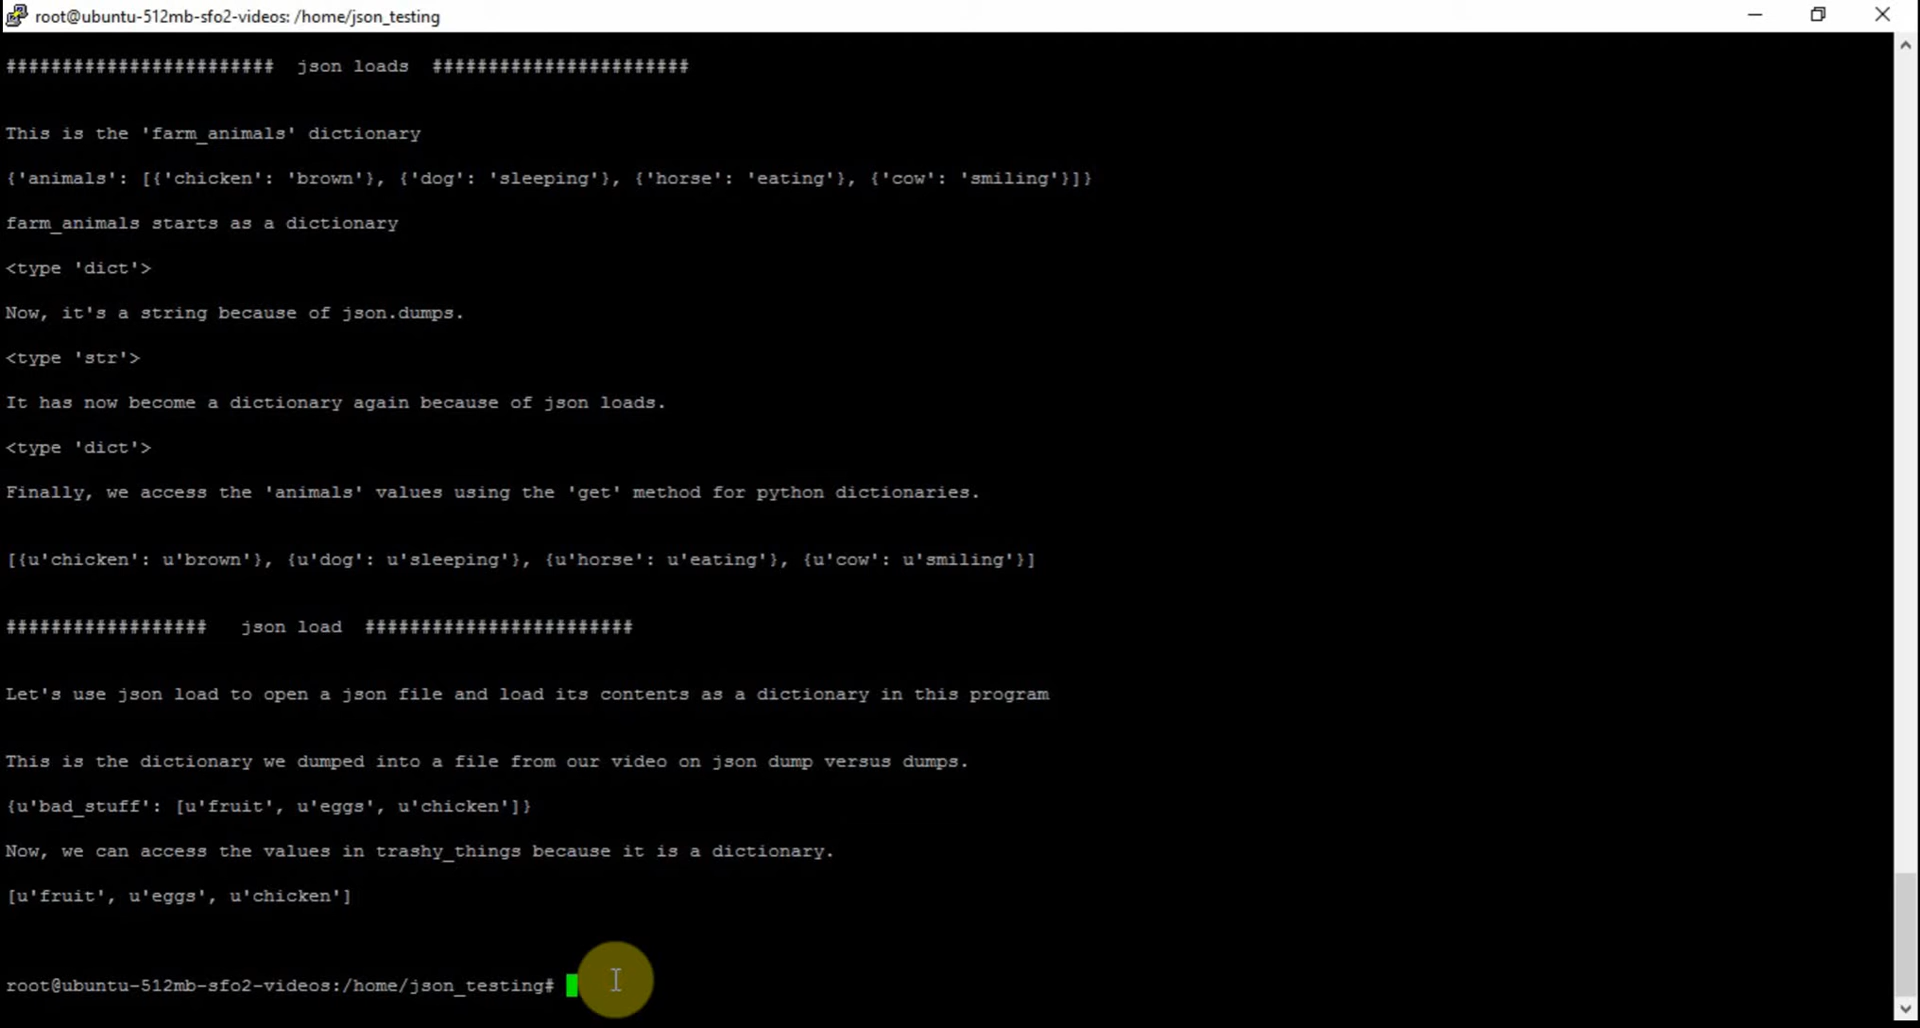 root@ubuntu-512mb-sfo2-videos: /home/json_testing
######################## json loads #######################
This is the 'farm_animals' dictionary
{'animals': [{'chicken': 'brown'}, {'dog': 'sleeping'}, {'horse': 'eating'}, {'cow': 'smiling'}]}
farm_animals starts as a dictionary
<type 'dict'>
Now, it's a string because of json.dumps.
<type 'str'>
It has now become a dictionary again because of json loads.
<type 'dict'>
Finally, we access the 'animals' values using the 'get' method for python dictionaries.
[{u'chicken': u'brown'}, {u'dog': u'sleeping'}, {u'horse': u'eating'}, {u'cow': u'smiling'}]
################## json load ########################
Let's use json load to open a json file and load its contents as a dictionary in this program
This is the dictionary we dumped into a file from our video on json dump versus dumps.
{u'bad_stuff': [u'fruit', u'eggs', u'chicken']}
Now, we can access the values in trashy_things because it is a dictionary.
[u'fruit', u'eggs', u'chicken']
root@ubuntu-512mb-sfo2-videos:/home/json_testing#